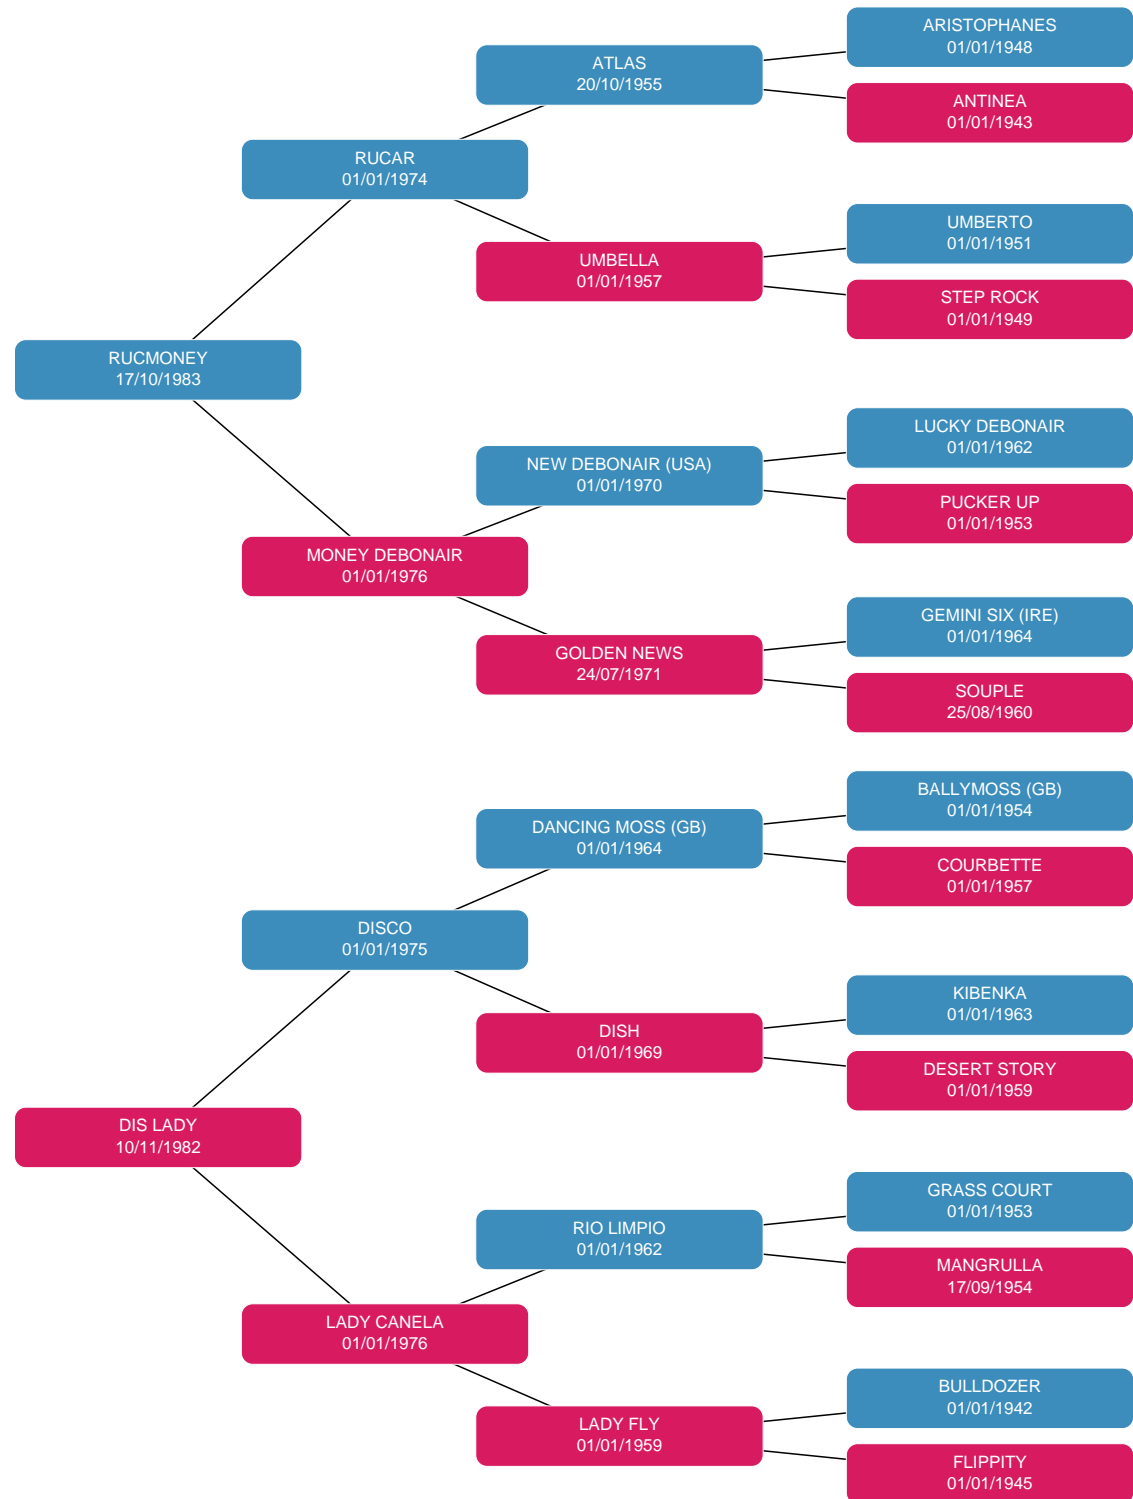 ARISTOPHANES
01/01/1948
ATLAS
20/10/1955
ANTINEA
01/01/1943
RUCAR
01/01/1974
UMBERTO
01/01/1951
UMBELLA
01/01/1957
STEP ROCK
01/01/1949
RUCMONEY
17/10/1983
LUCKY DEBONAIR
01/01/1962
NEW DEBONAIR (USA)
01/01/1970
PUCKER UP
01/01/1953
MONEY DEBONAIR
01/01/1976
GEMINI SIX (IRE)
01/01/1964
GOLDEN NEWS
24/07/1971
SOUPLE
25/08/1960
BALLYMOSS (GB)
01/01/1954
DANCING MOSS (GB)
01/01/1964
COURBETTE
01/01/1957
DISCO
01/01/1975
KIBENKA
01/01/1963
DISH
01/01/1969
DESERT STORY
01/01/1959
DIS LADY
10/11/1982
GRASS COURT
01/01/1953
RIO LIMPIO
01/01/1962
MANGRULLA
17/09/1954
LADY CANELA
01/01/1976
BULLDOZER
01/01/1942
LADY FLY
01/01/1959
FLIPPITY
01/01/1945